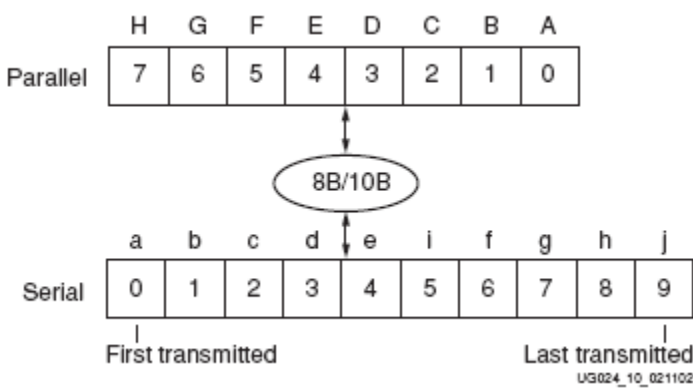 H G F E D C B A
Parallel 7 6 5 4 3 2 1 0
8B/10B
a b c d e i f g h j
Serial 0 1 2 3 4 5 6 7 8 9
First transmitted Last transmitted
UG024_10_021102